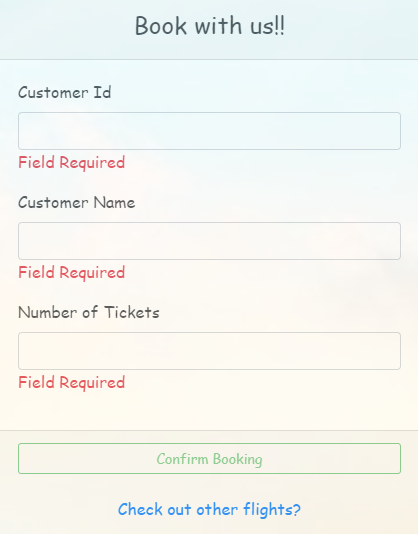 Book with us!!
Customer Id
Field Required
Customer Name
Field Required
Number of Tickets
Field Required
Confirm Booking
Check out other flights?